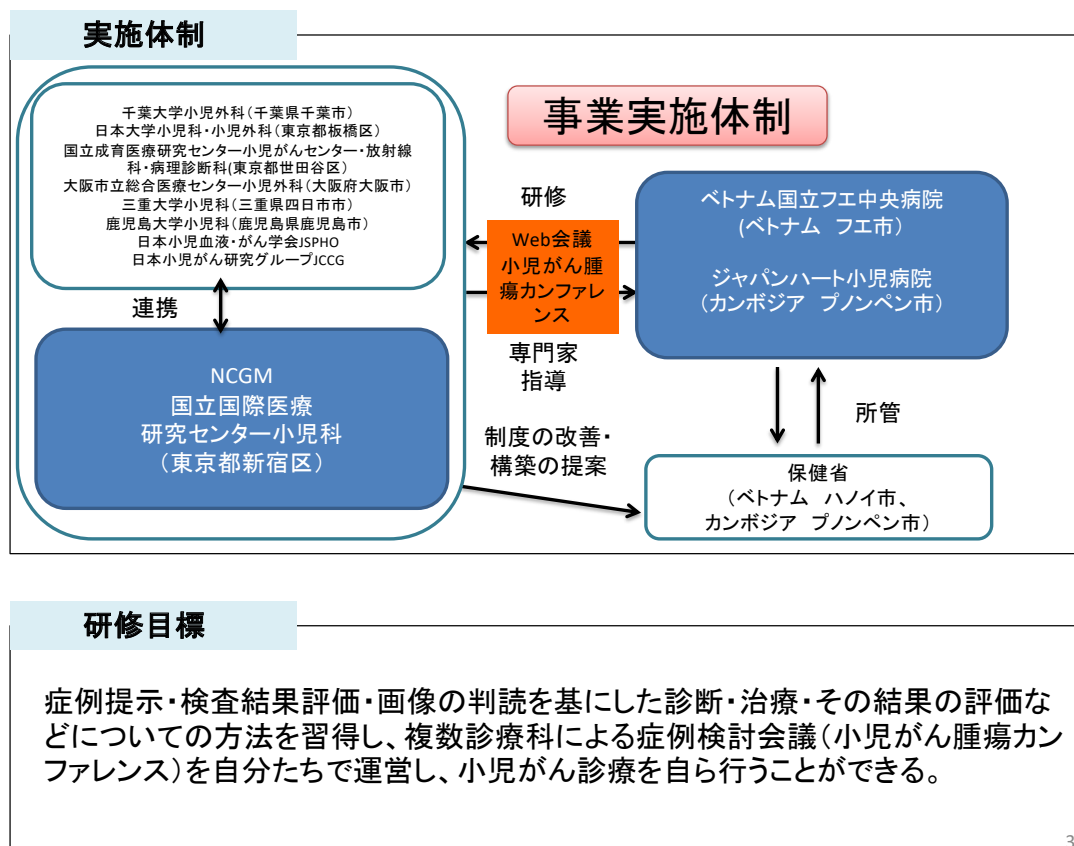 実施体制
事業実施体制
千葉大学小児外科(千葉県千葉市)
日本大学小児科・小児外科(東京都板橋区)
国立成育医療研究センター小児がんセンター・放射線
科・病理診断科(東京都世田谷区)
大阪市立総合医療センター小児外科(大阪府大阪市)
三重大学小児科(三重県四日市市)
鹿児島大学小児科(鹿児島県鹿児島市)
日本小児血液・がん学会JSPHO
日本小児がん研究グループJCCG
連携
NCGM
国立国際医療
研究センター小児科
(東京都新宿区)
研修
Web会議
小児がん腫
瘍カンファレ
ンス
専門家
指導
制度の改善・
構築の提案
ベトナム国立フエ中央病院
(ベトナム フエ市)
ジャパンハート小児病院
(カンボジア プノンペン市)
所管
保健省
(ベトナム ハノイ市、
カンボジア プノンペン市)
研修目標
症例提示・検査結果評価・画像の判読を基にした診断・治療・その結果の評価な
どについての方法を習得し、複数診療科による症例検討会議(小児がん腫瘍カン
ファレンス)を自分たちで運営し、小児がん診療を自ら行うことができる。
3